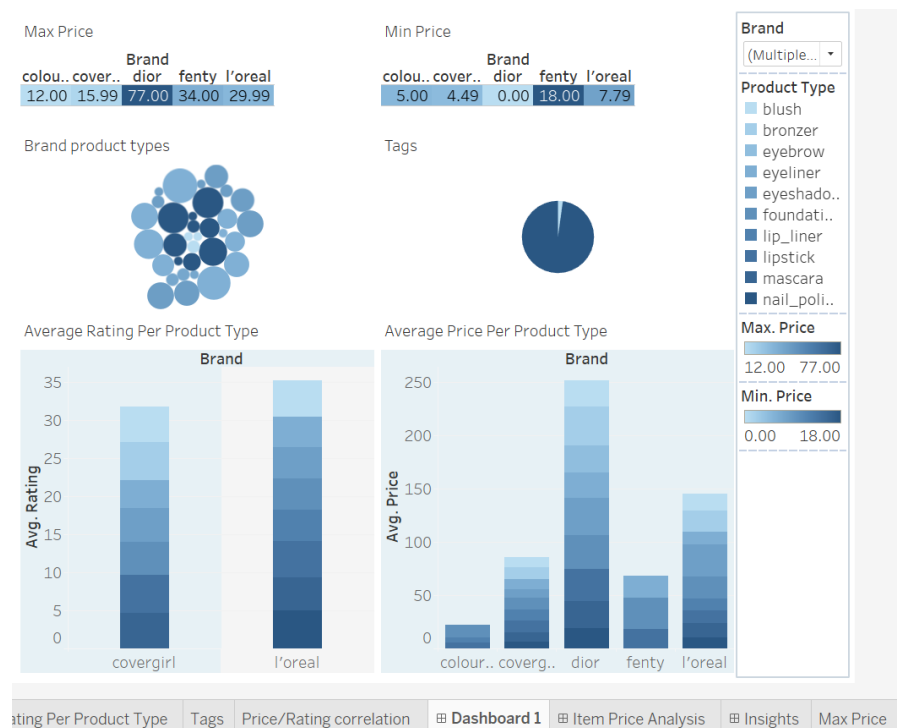 Max Price
Brand
colou.. cover.. dior fenty l'oreal
12.00 15.99 77.00 34.00 29.99
Min Price
Brand
colou.. cover.. dior fenty l'oreal
5.00 4.49 0.00 18.00 7.79
Brand product types
Tags
Average Rating Per Product Type
Brand
35
30
25
20
15
10
5
0
Avg. Rating
covergirl l'oreal
Average Price Per Product Type
Brand
250
200
150
100
50
0
Avg. Price
colour.. coverg.. dior fenty l'oreal
Brand
(Multiple...
Product Type
blush
bronzer
eyebrow
eyeliner
eyeshado..
foundati..
lip_liner
lipstick
mascara
nail_poli..
Max. Price
12.00 77.00
Min. Price
0.00 18.00
ating Per Product Type Tags Price/Rating correlation Dashboard 1 Item Price Analysis Insights Max Price